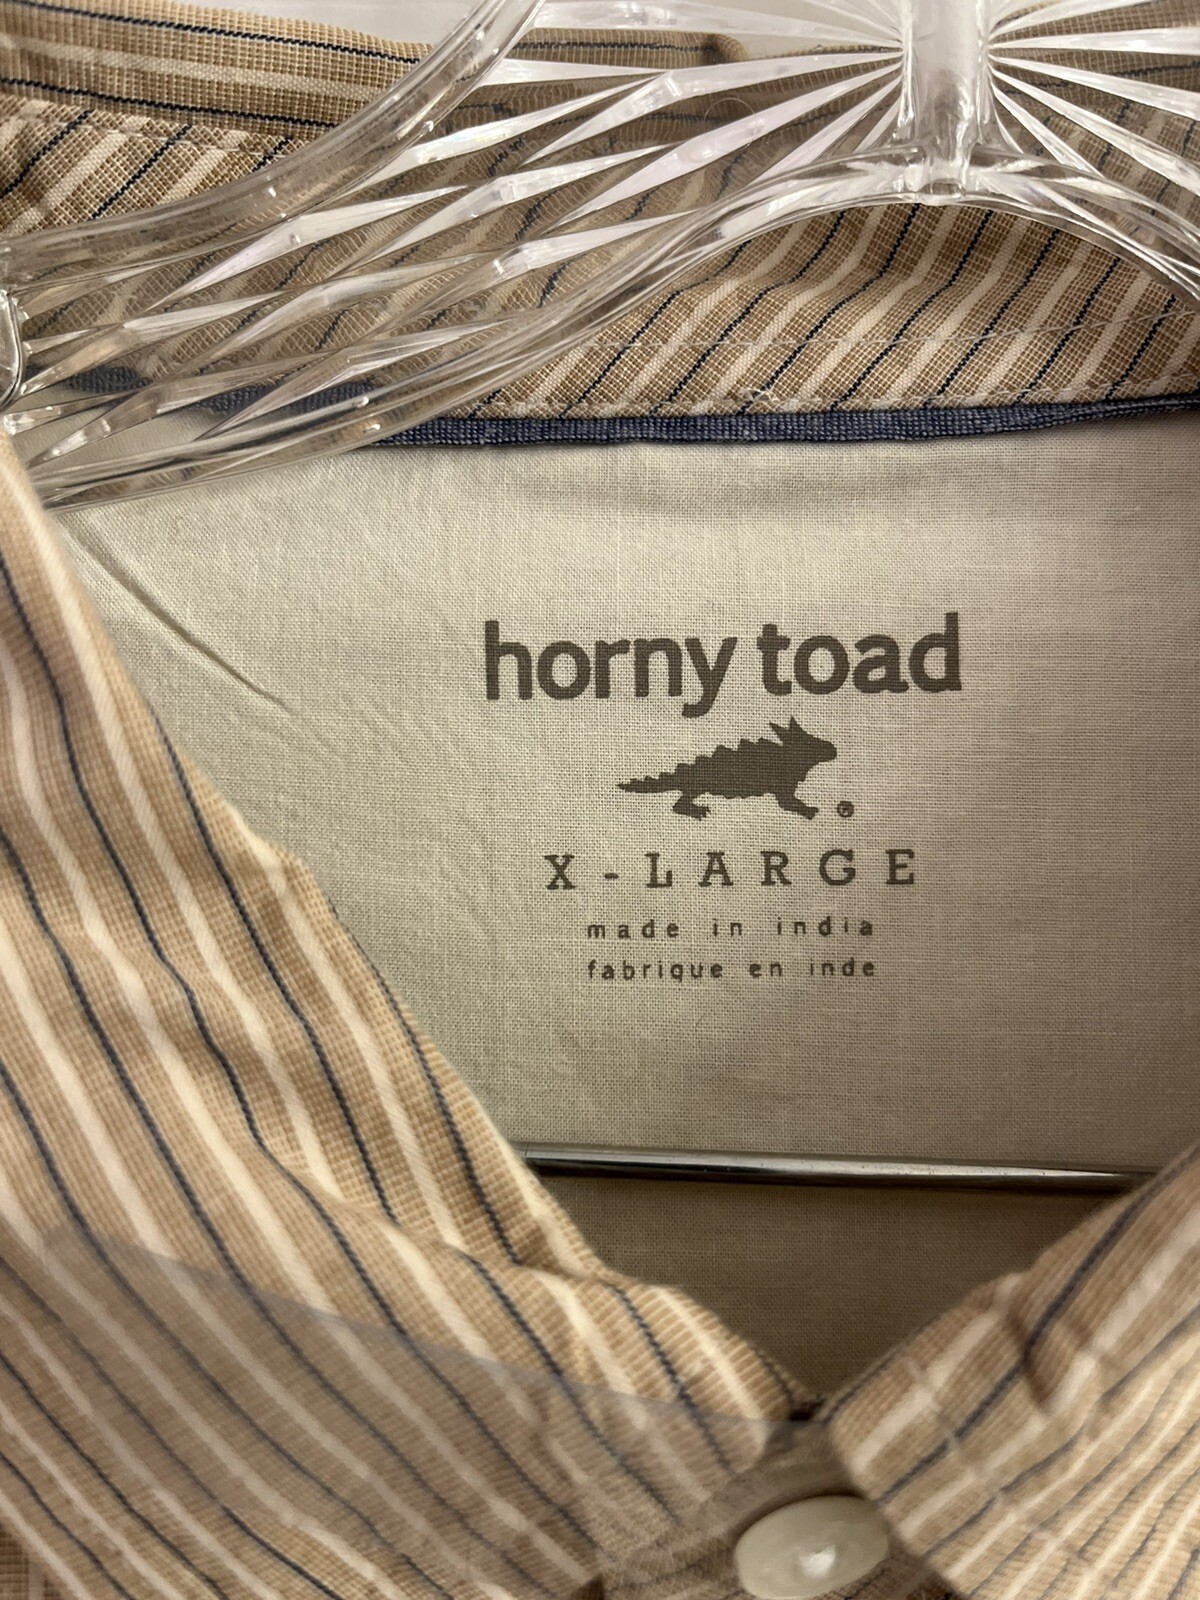 horny toad
®
X-LARGE
made in india
fabrique en inde